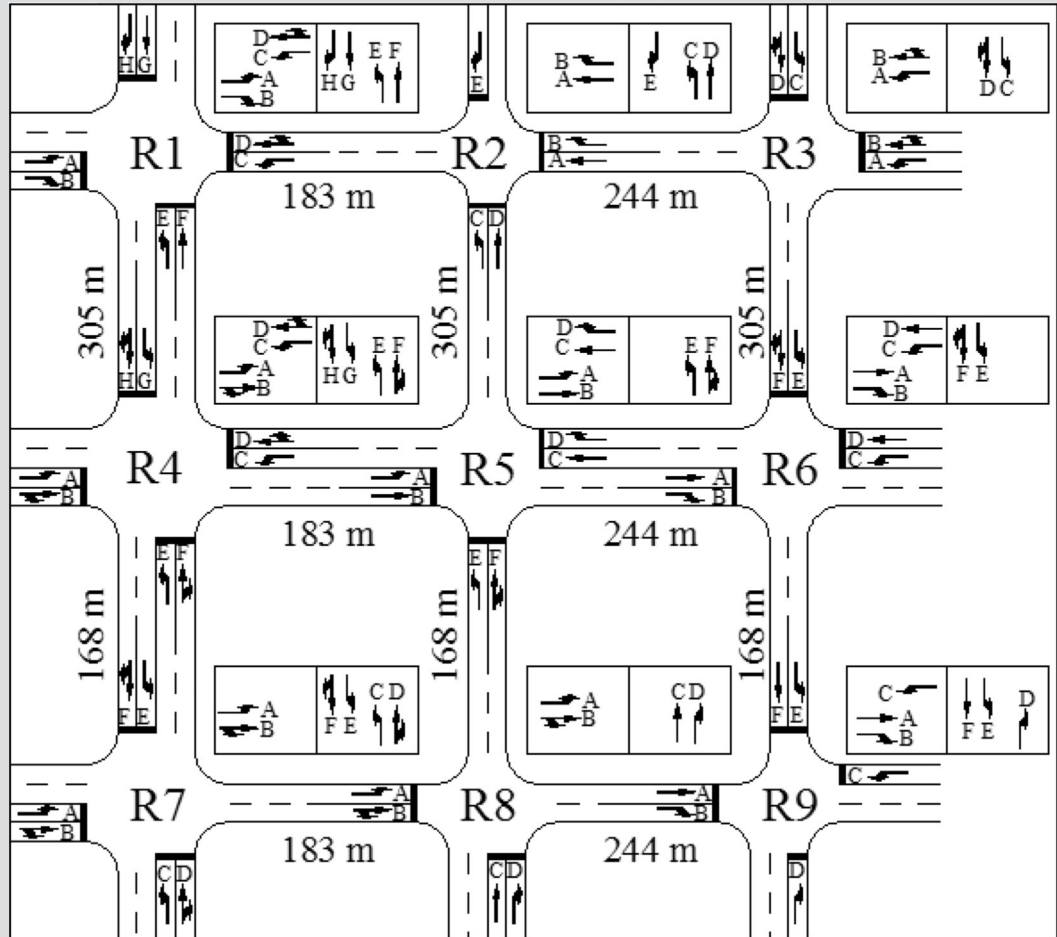 D
E F C D
C B B
H G A A A
H G E E D C D C
B
D B B
R1 R2 R3
A C A A
B
183 m 244 m
E F C D
305 m 305 m 305 m
D D D
C E F C E F C
A A A
H G H G B B F E F E B
D D D
C C C
R4 R5 R6
A A A
B B B
183 m 244 m
E F E F
168 m 168 m 168 m
C D C D C D
A A A
F E F E B B F E F E B
C
A A
R7 R8 R9
A B B
B
183 m 244 m
C D C D D